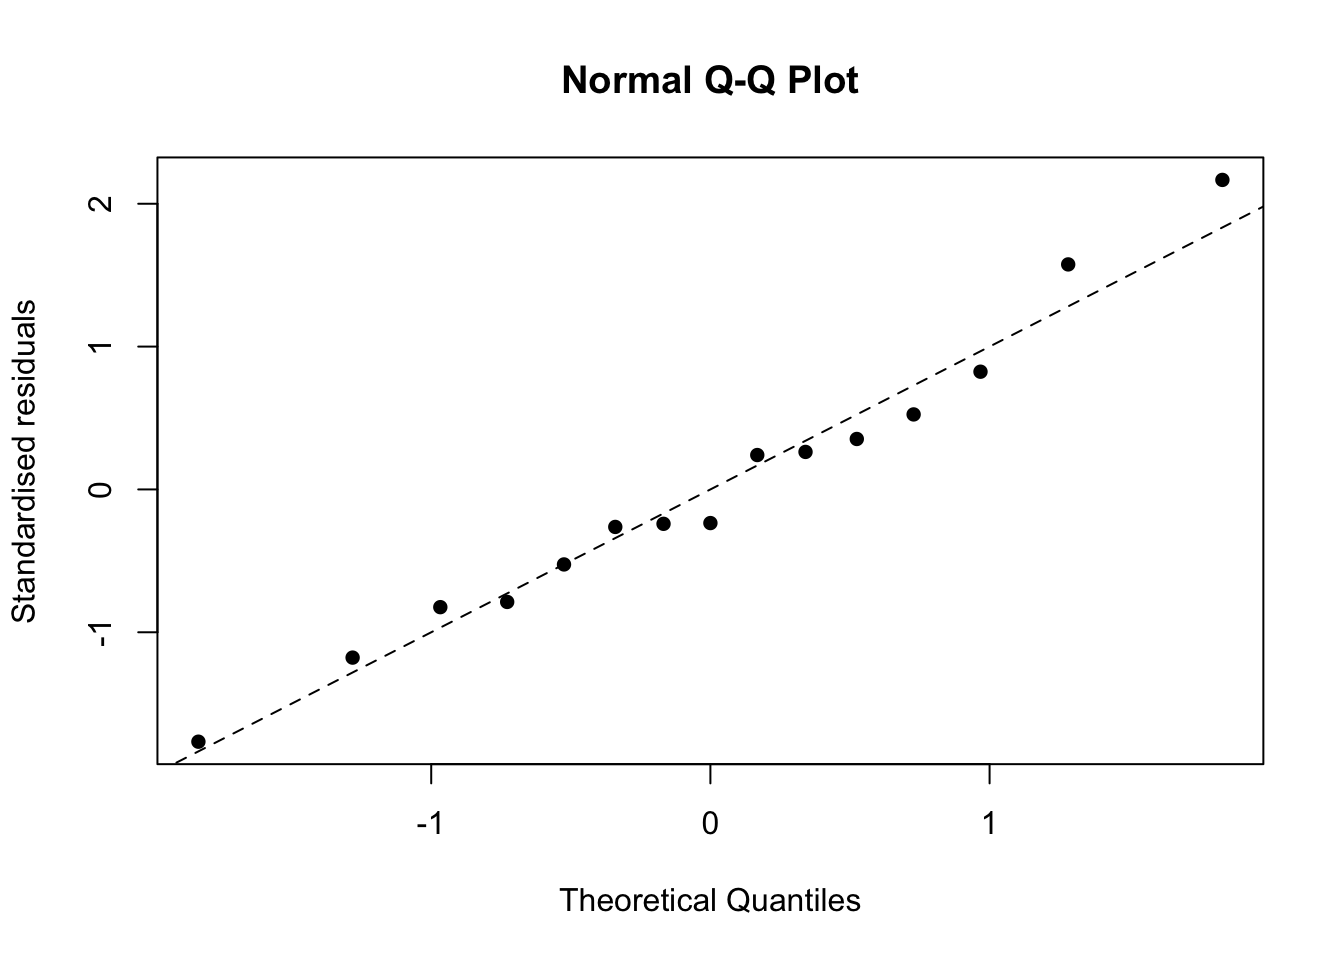 Normal Q-Q Plot
2
1
0
-1
Standardised residuals
-1 0 1
Theoretical Quantiles